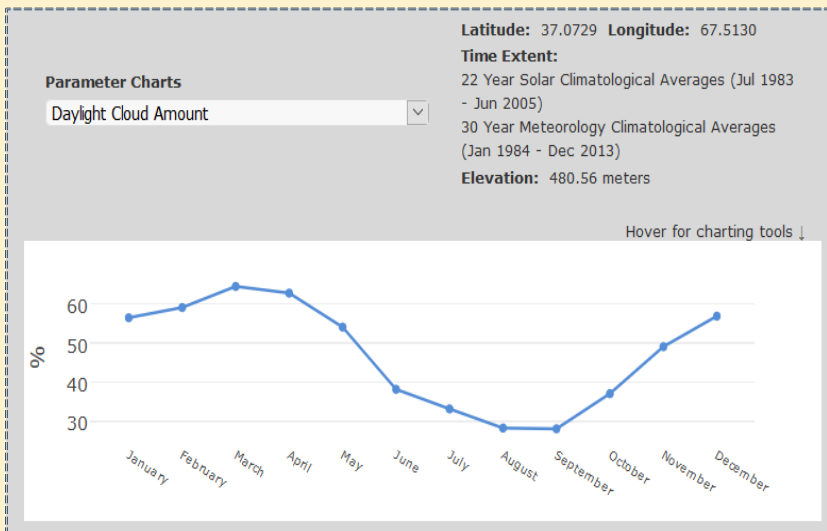 Latitude: 37.0729 Longitude: 67.5130
Time Extent:
22 Year Solar Climatological Averages (Jul 1983
- Jun 2005)
30 Year Meteorology Climatological Averages
(Jan 1984 - Dec 2013)
Elevation: 480.56 meters
Parameter Charts
Daylight Cloud Amount
Hover for charting tools ↓
%
60
50
40
30
January
February
March
April
May
June
July
August
September
October
November
December